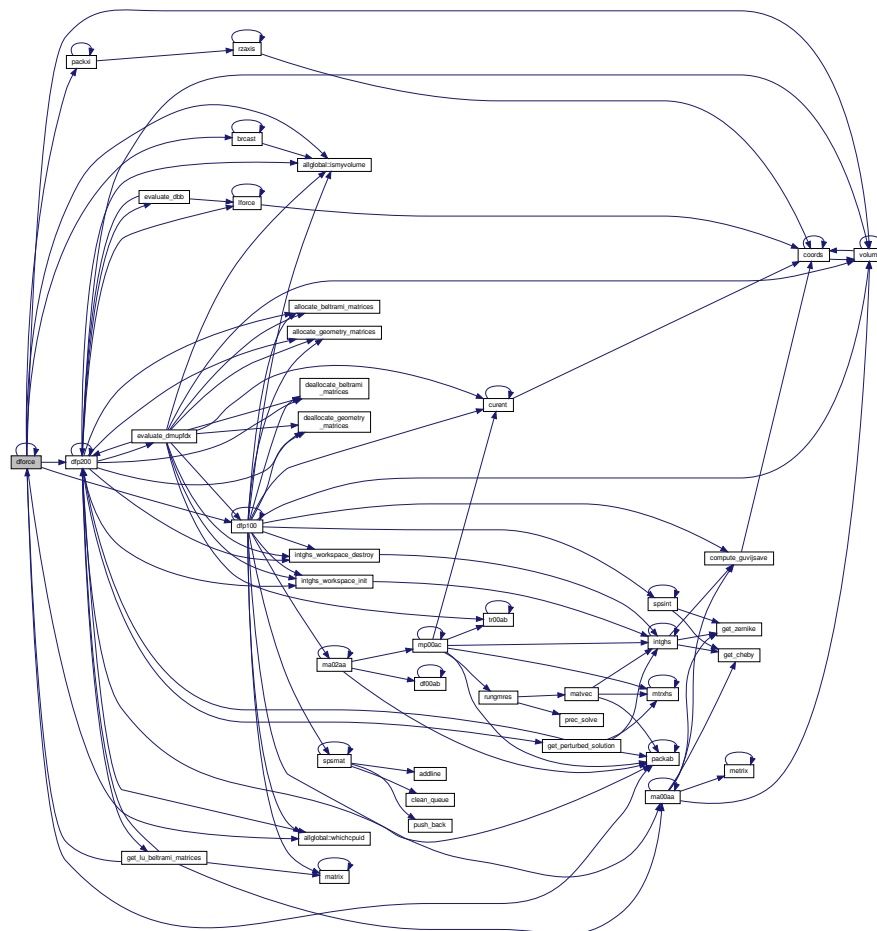 packxi
rzaxis
brcast
allglobal::ismyvolume
evaluate_dbb
lforce
coords
volum
allocate_beltrami_matrices
allocate_geometry_matrices
deallocate_beltrami
_matrices
deallocate_geometry
_matrices
curent
evaluate_dmupfdx
dforce
dfp200
dfp100
intghs_workspace_destroy
compute_guvijsave
intghs_workspace_init
spsint
tr00ab
get_zernike
mp00ac
intghs
get_cheby
ma02aa
df00ab
rungmres
matvec
mtrxhs
prec_solve
get_perturbed_solution
spsmat
packab
addline
metrix
clean_queue
ma00aa
push_back
allglobal::whichcpuid
get_lu_beltrami_matrices
matrix